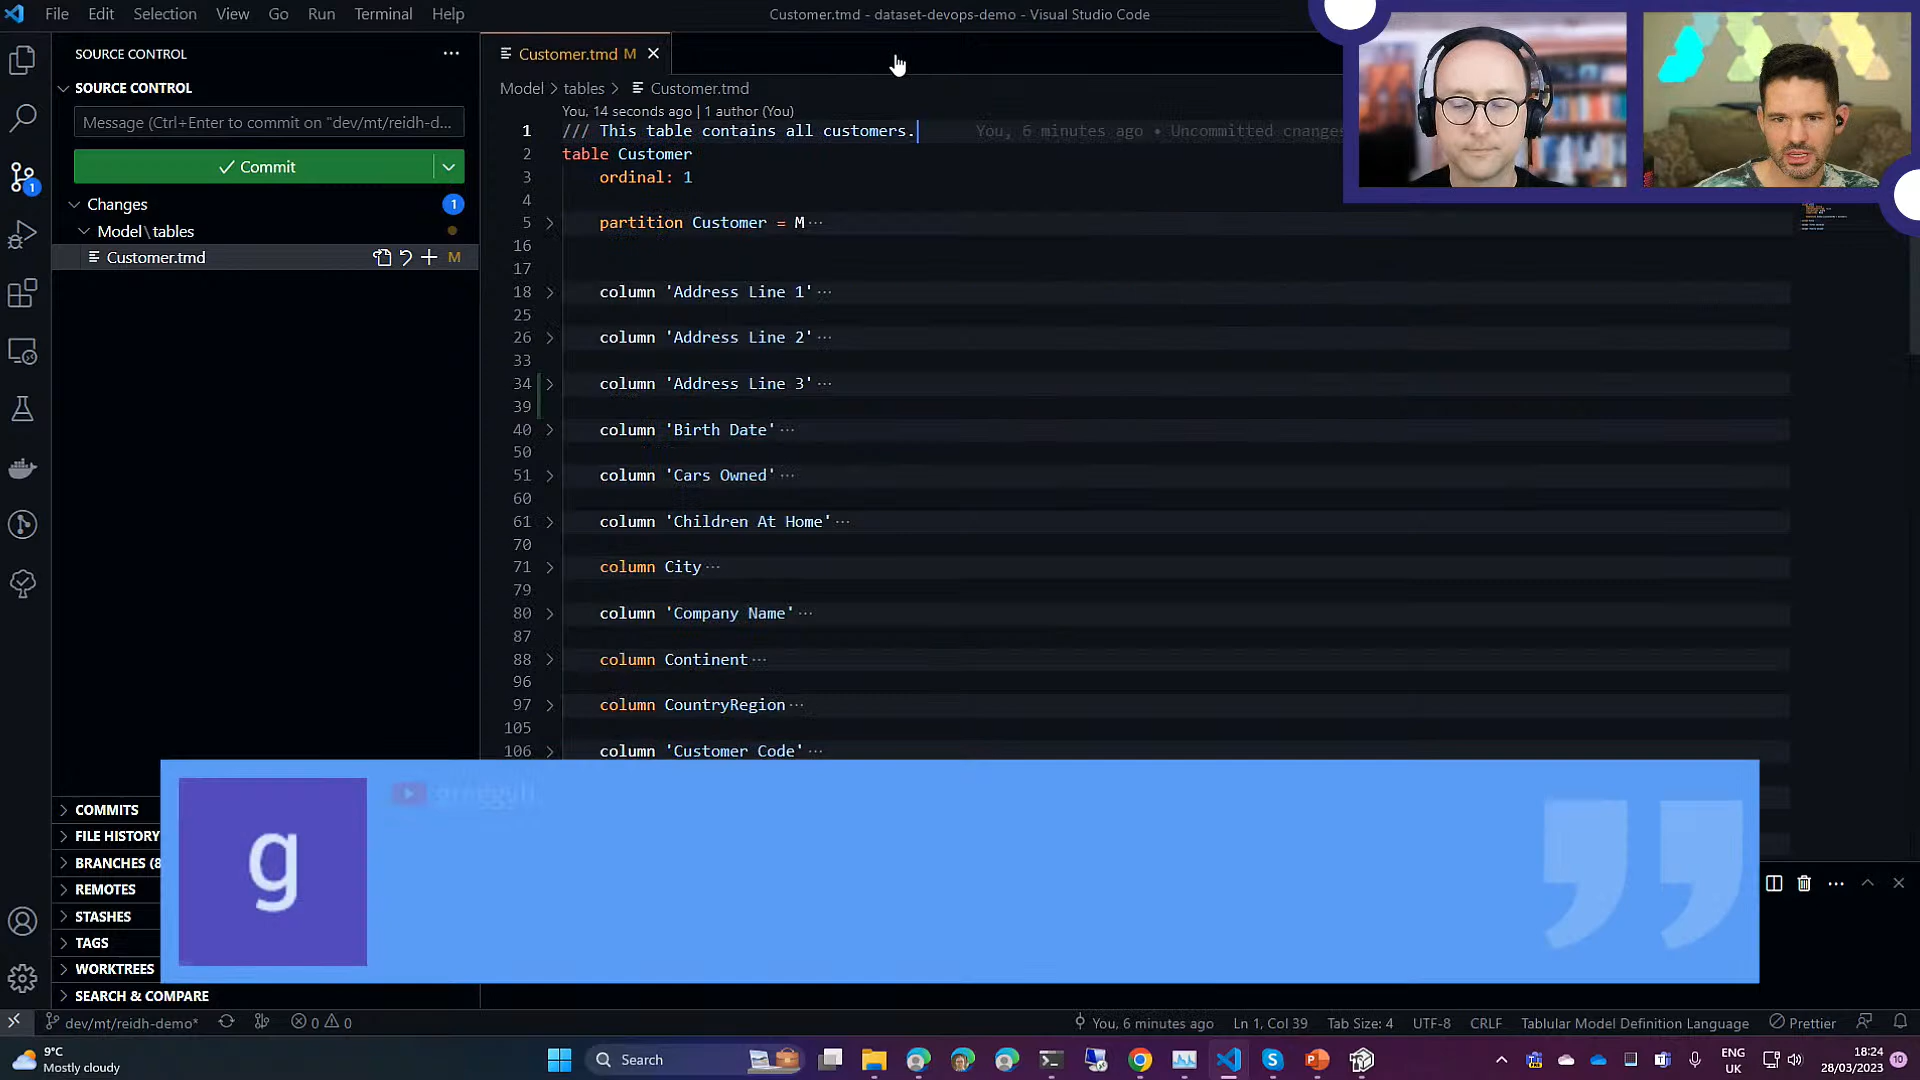 File Edit Selection View Go Run Terminal Help
Customer.tmd - dataset-devops-demo - Visual Studio Code
SOURCE CONTROL
Customer.tmd M
SOURCE CONTROL
Model > tables > Customer.tmd
Message (Ctrl+Enter to commit on "dev/mt/reidh-d...
Commit
Changes 1
Model\tables
Customer.tmd M
1
You, 14 seconds ago | 1 author (You)
1 /// This table contains all customers. You, 6 minutes ago • Uncommitted changes
2 table Customer
3 ordinal: 1
4
5 partition Customer = M ...
16
17
18 column 'Address Line 1' ...
25
26 column 'Address Line 2' ...
33
34 column 'Address Line 3' ...
39
40 column 'Birth Date' ...
50
51 column 'Cars Owned' ...
60
61 column 'Children At Home' ...
70
71 column City ...
79
80 column 'Company Name' ...
87
88 column Continent ...
96
97 column CountryRegion ...
105
106 column 'Customer Code' ...
g
COMMITS
FILE HISTORY
BRANCHES (8
REMOTES
STASHES
TAGS
WORKTREES
SEARCH & COMPARE
dev/mt/reidh-demo* 0 0
You, 6 minutes ago Ln 1, Col 39 Tab Size: 4 UTF-8 CRLF Tablular Model Definition Language Prettier
9°C
Mostly cloudy
Search
ENG
UK
18:24
28/03/2023
10